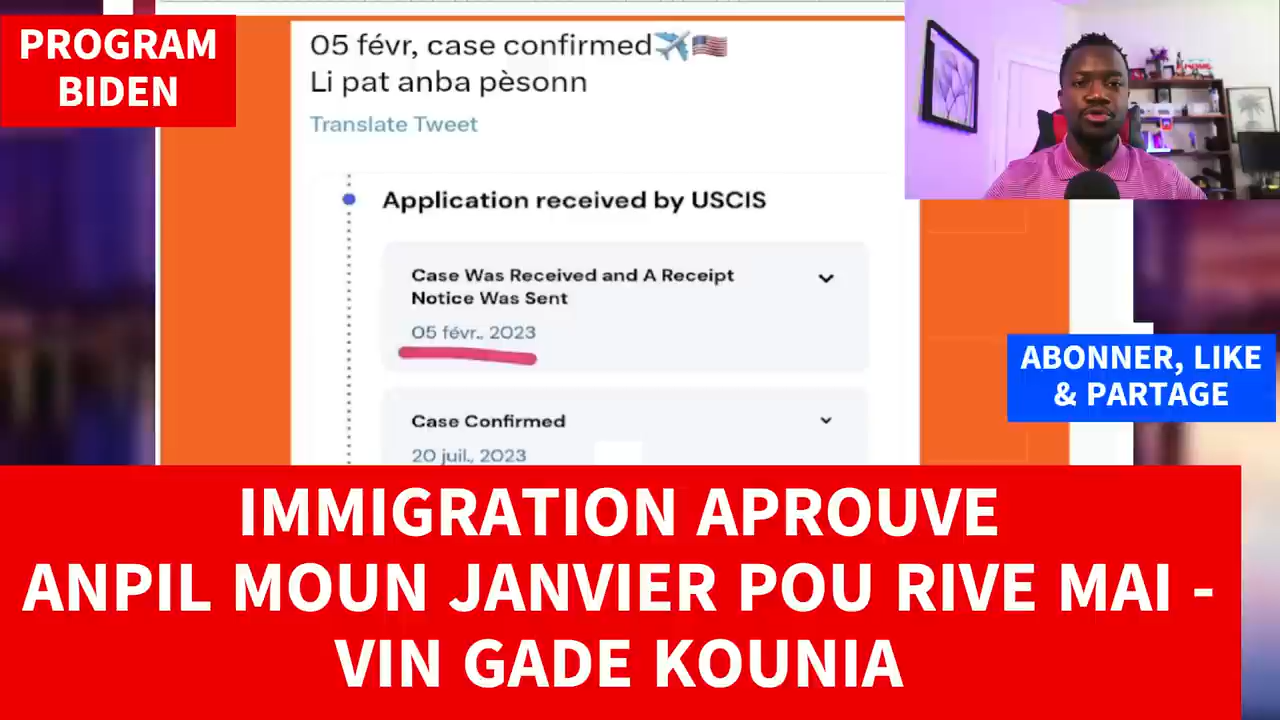 PROGRAM
BIDEN
05 févr, case confirmed✈️🇺🇸
Li pat anba pèsonn
Translate Tweet
Application received by USCIS
Case Was Received and A Receipt
Notice Was Sent
05 févr., 2023
Case Confirmed
20 juil., 2023
ABONNER, LIKE
& PARTAGE
IMMIGRATION APROUVE
ANPIL MOUN JANVIER POU RIVE MAI -
VIN GADE KOUNIA